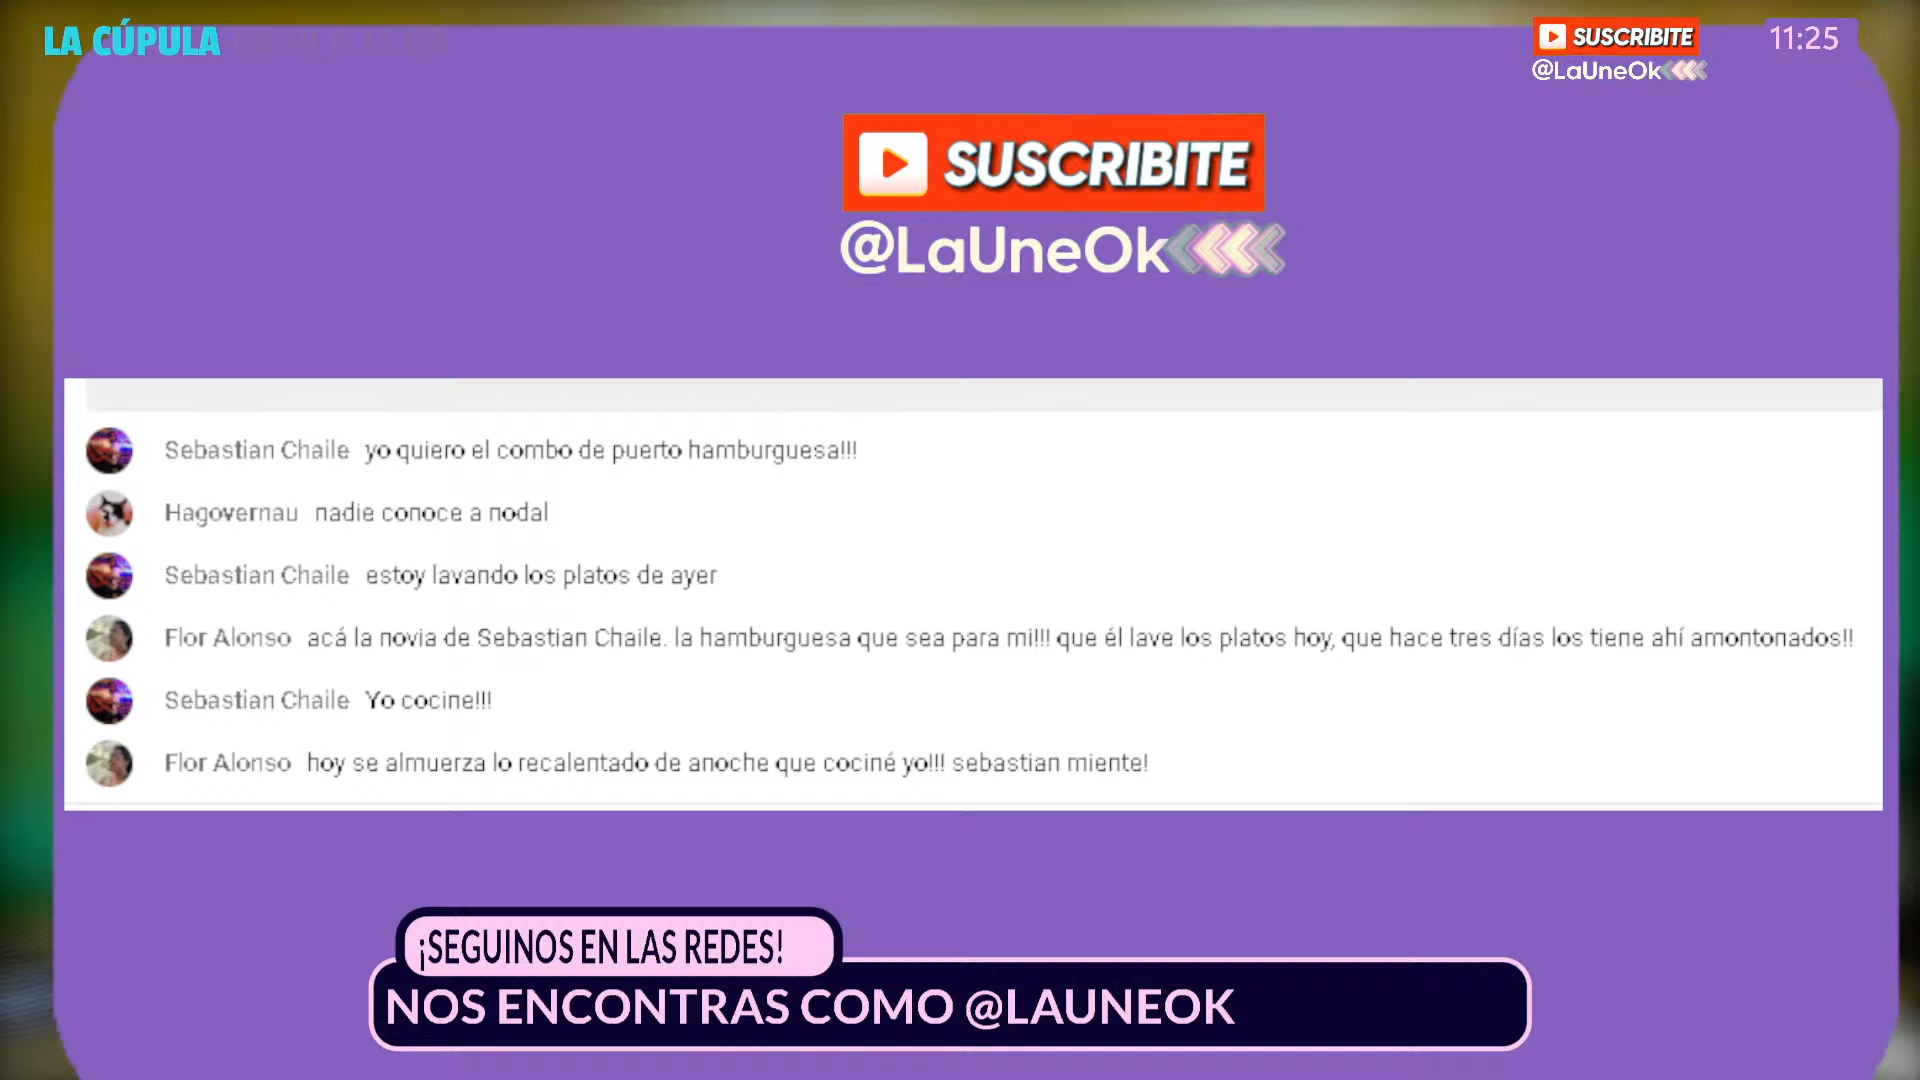 LA CÚPULA
SUSCRIBITE
11:25
@LaUneOk
SUSCRIBITE
@LaUneOk
Sebastian Chaile yo quiero el combo de puerto hamburguesa!!!
Hagovernau nadie conoce a nodal
Sebastian Chaile estoy lavando los platos de ayer
Flor Alonso acá la novia de Sebastian Chaile. la hamburguesa que sea para mi!!! que él lave los platos hoy, que hace tres días los tiene ahí amontonados!!
Sebastian Chaile Yo cocine!!!
Flor Alonso hoy se almuerza lo recalentado de anoche que cociné yo!!! sebastian miente!
¡SEGUINOS EN LAS REDES!
NOS ENCONTRAS COMO @LAUNEOK